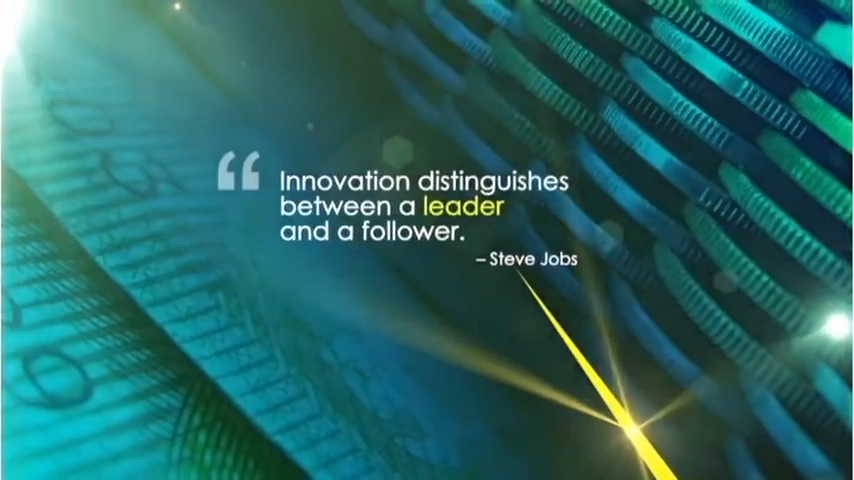 “
Innovation distinguishes
between a leader
and a follower.
– Steve Jobs